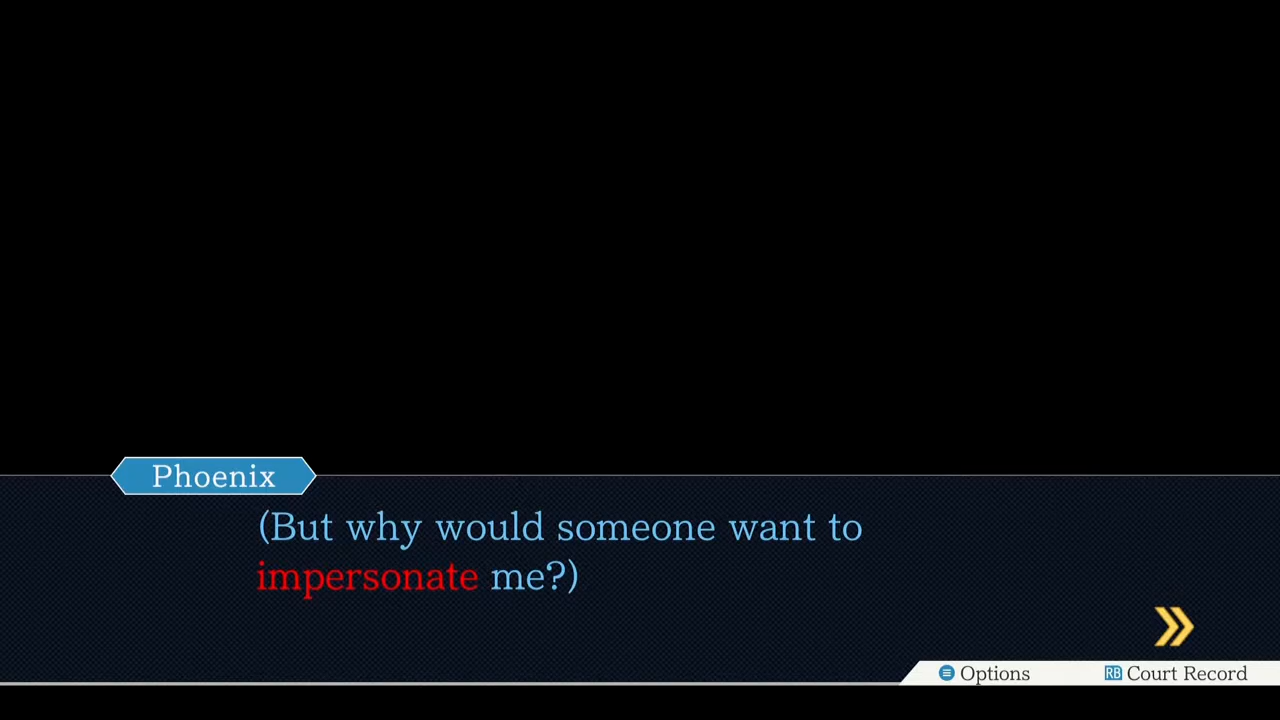 Phoenix
(But why would someone want to
impersonate me?)
Options
RB Court Record